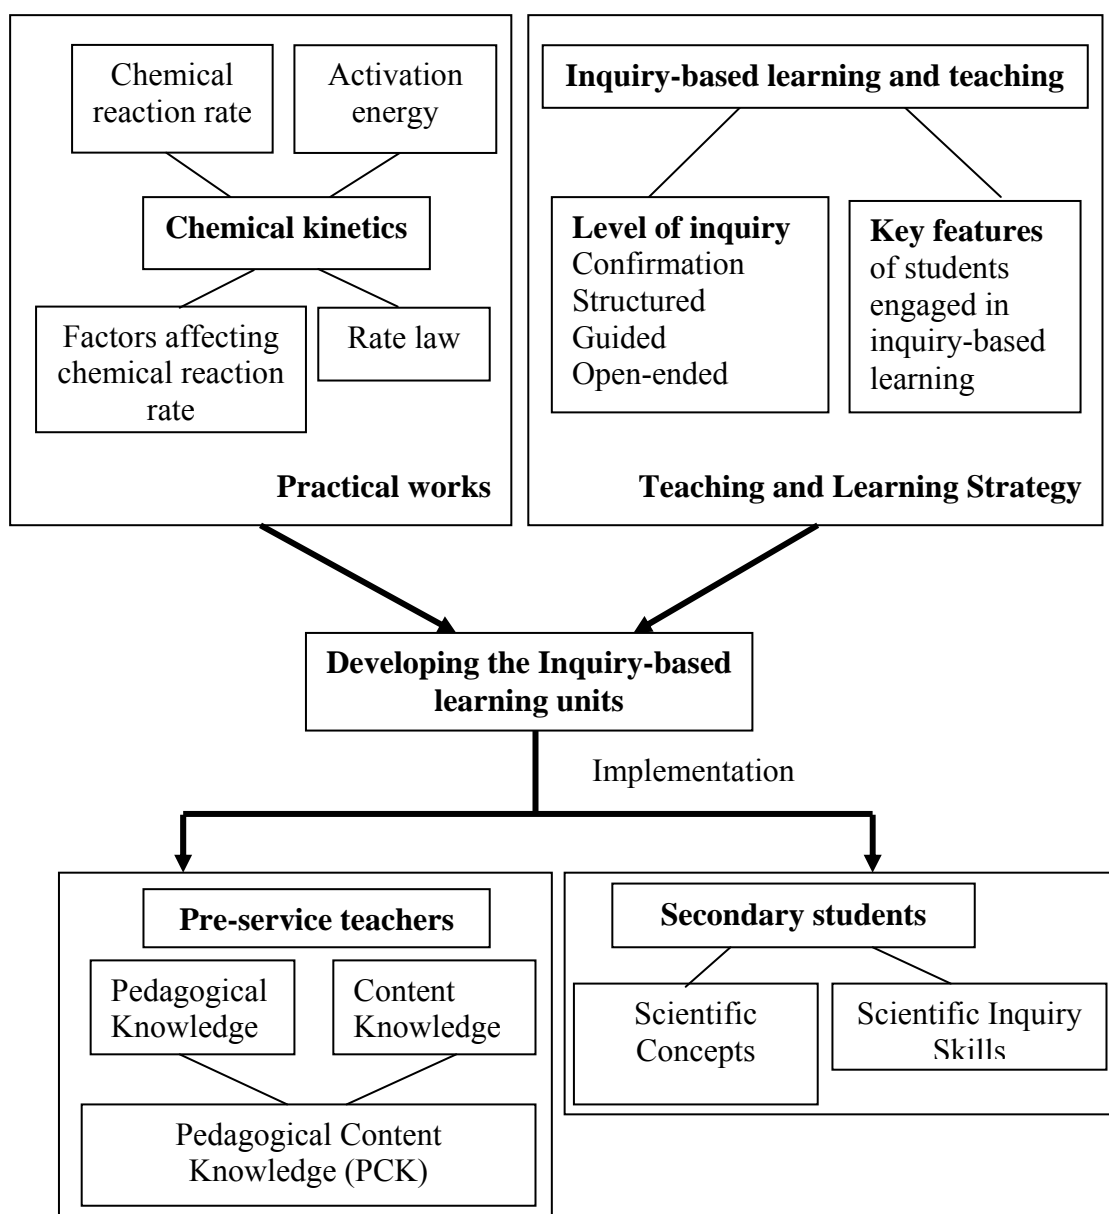 Chemical
reaction rate
Activation
energy
Chemical kinetics
Factors affecting
chemical reaction
rate
Rate law
Practical works
Inquiry-based learning and teaching
Level of inquiry
Confirmation
Structured
Guided
Open-ended
Key features
of students
engaged in
inquiry-based
learning
Teaching and Learning Strategy
Developing the Inquiry-based
learning units
Implementation
Pre-service teachers
Pedagogical
Knowledge
Content
Knowledge
Pedagogical Content
Knowledge (PCK)
Secondary students
Scientific
Concepts
Scientific Inquiry
Skills